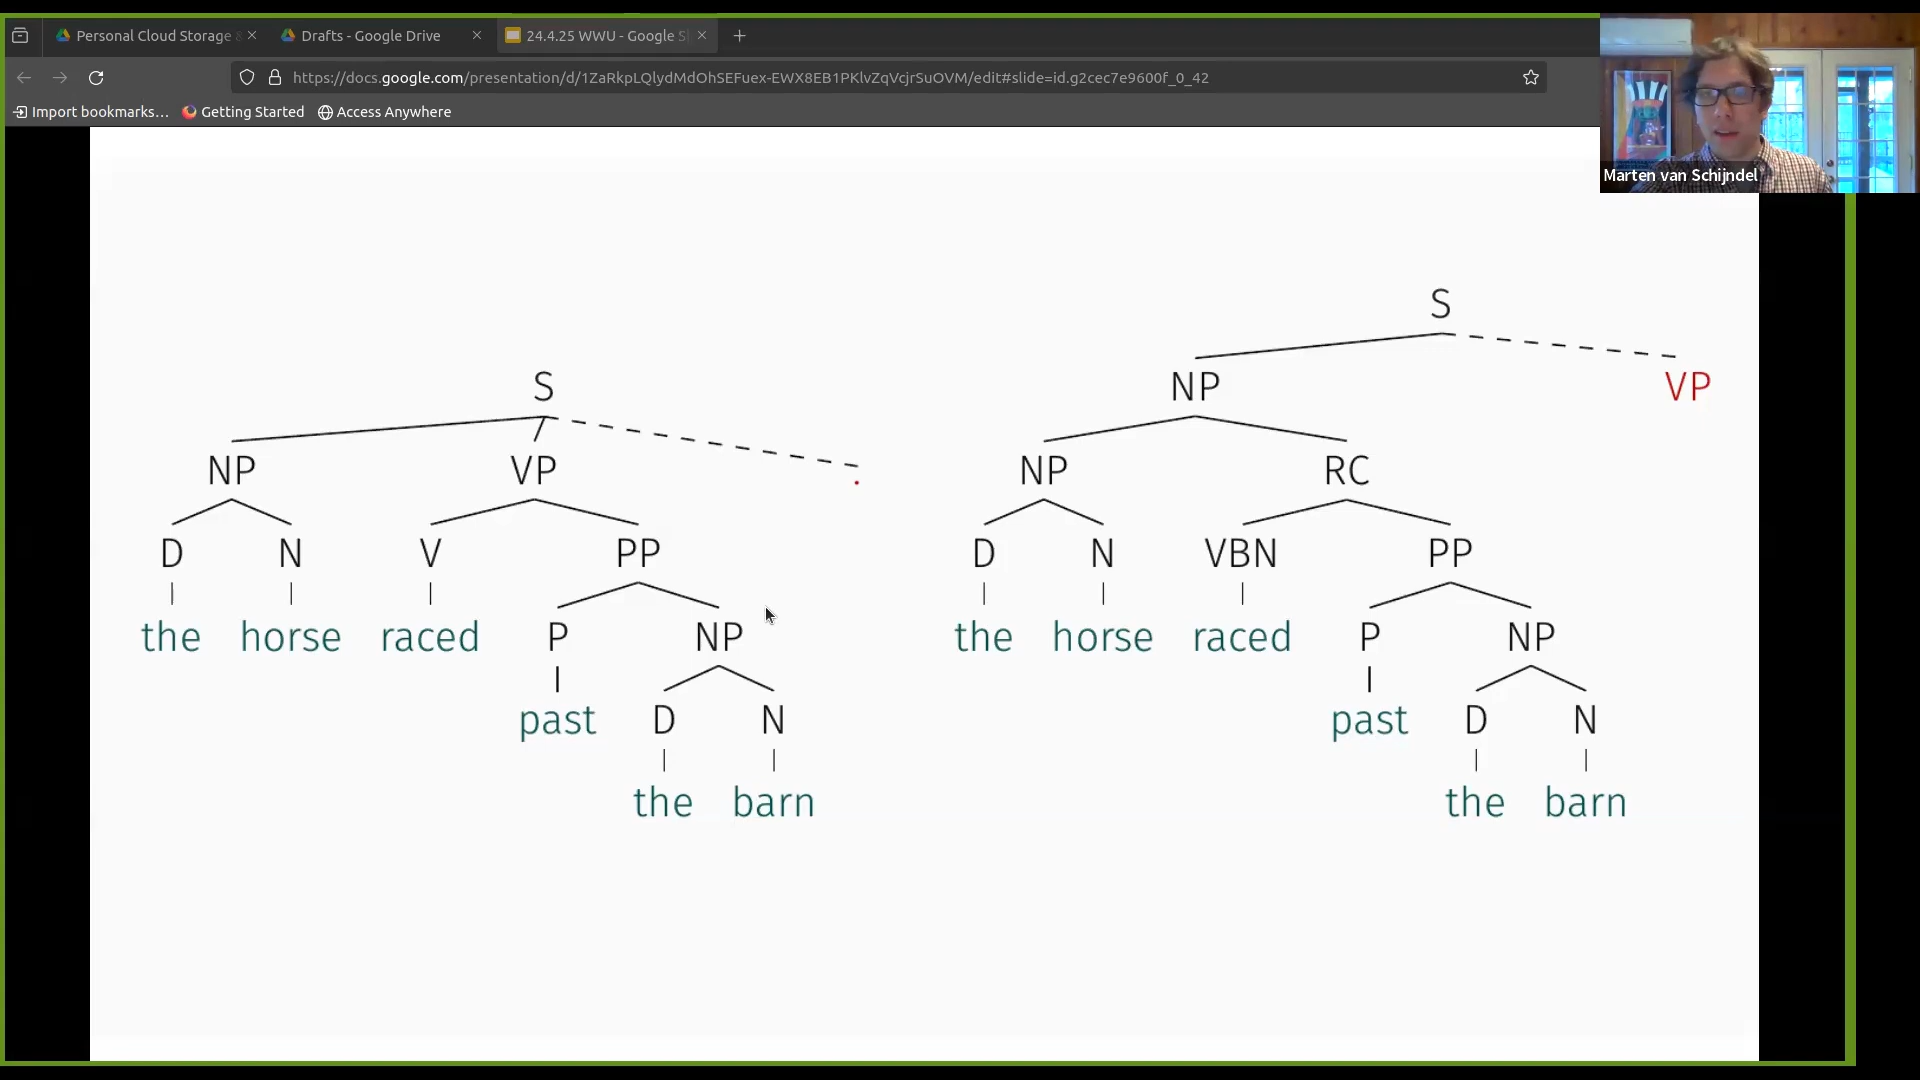 Personal Cloud Storage
Drafts - Google Drive
24.4.25 WWU - Google S
https://docs.google.com/presentation/d/1ZaRkpLQlydMdOhSEFuex-EWX8EB1PKlvZqVcjrSuOVM/edit#slide=id.g2cec7e9600f_0_42
Import bookmarks...
Getting Started
Access Anywhere
Marten van Schijndel
S
NP VP .
D N V PP
the horse raced P NP
past D N
the barn
S
NP VP
NP RC
D N VBN PP
the horse raced P NP
past D N
the barn